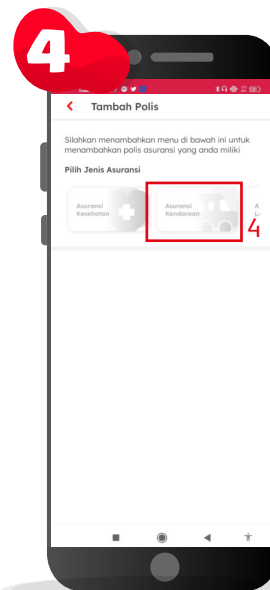 4
Tambah Polis
Silahkan menambahkan menu di bawah ini untuk
menambahkan polis asuransi yang anda miliki
Pilih Jenis Asuransi
Asuransi
Kesehatan
Asuransi
Kendaraan
A
4